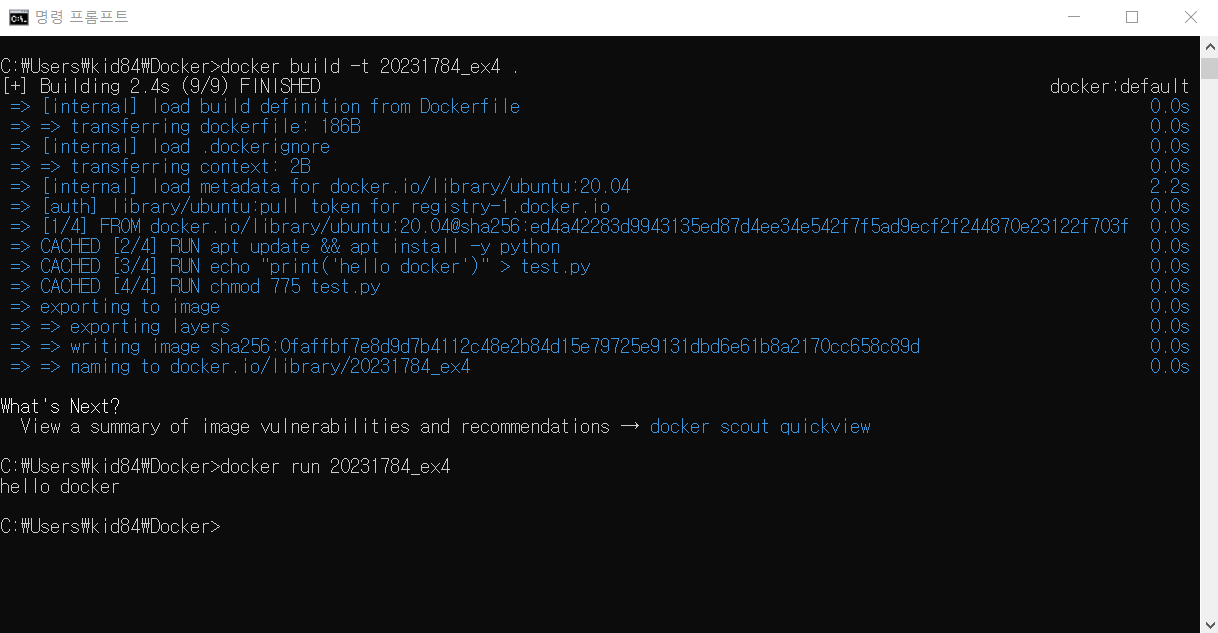 명령 프롬프트
C:₩Users₩kid84₩Docker>docker build -t 20231784_ex4 .
[+] Building 2.4s (9/9) FINISHED docker:default
=> [internal] load build definition from Dockerfile 0.0s
=> => transferring dockerfile: 186B 0.0s
=> [internal] load .dockerignore 0.0s
=> => transferring context: 2B 0.0s
=> [internal] load metadata for docker.io/library/ubuntu:20.04 2.2s
=> [auth] library/ubuntu:pull token for registry-1.docker.io 0.0s
=> [1/4] FROM docker.io/library/ubuntu:20.04@sha256:ed4a42283d9943135ed87d4ee34e542f7f5ad9ecf2f244870e23122f703f 0.0s
=> CACHED [2/4] RUN apt update && apt install -y python 0.0s
=> CACHED [3/4] RUN echo "print('hello docker')" > test.py 0.0s
=> CACHED [4/4] RUN chmod 775 test.py 0.0s
=> exporting to image 0.0s
=> => exporting layers 0.0s
=> => writing image sha256:0faffbf7e8d9d7b4112c48e2b84d15e79725e9131dbd6e61b8a2170cc658c89d 0.0s
=> => naming to docker.io/library/20231784_ex4 0.0s
What's Next?
View a summary of image vulnerabilities and recommendations → docker scout quickview
C:₩Users₩kid84₩Docker>docker run 20231784_ex4
hello docker
C:₩Users₩kid84₩Docker>